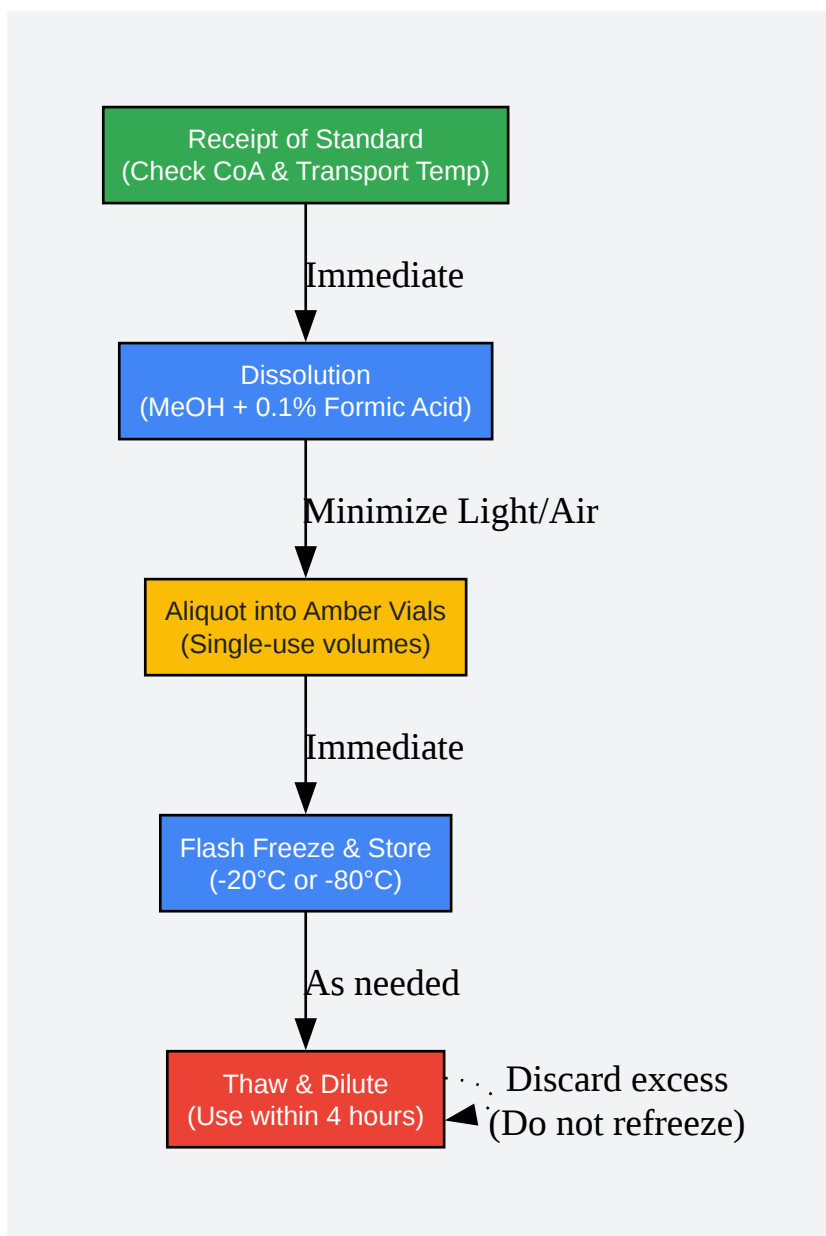 Receipt of Standard
(Check CoA & Transport Temp)
Immediate
Dissolution
(MeOH + 0.1% Formic Acid)
Minimize Light/Air
Aliquot into Amber Vials
(Single-use volumes)
Immediate
Flash Freeze & Store
(-20°C or -80°C)
As needed
Thaw & Dilute
(Use within 4 hours)
Discard excess
(Do not refreeze)